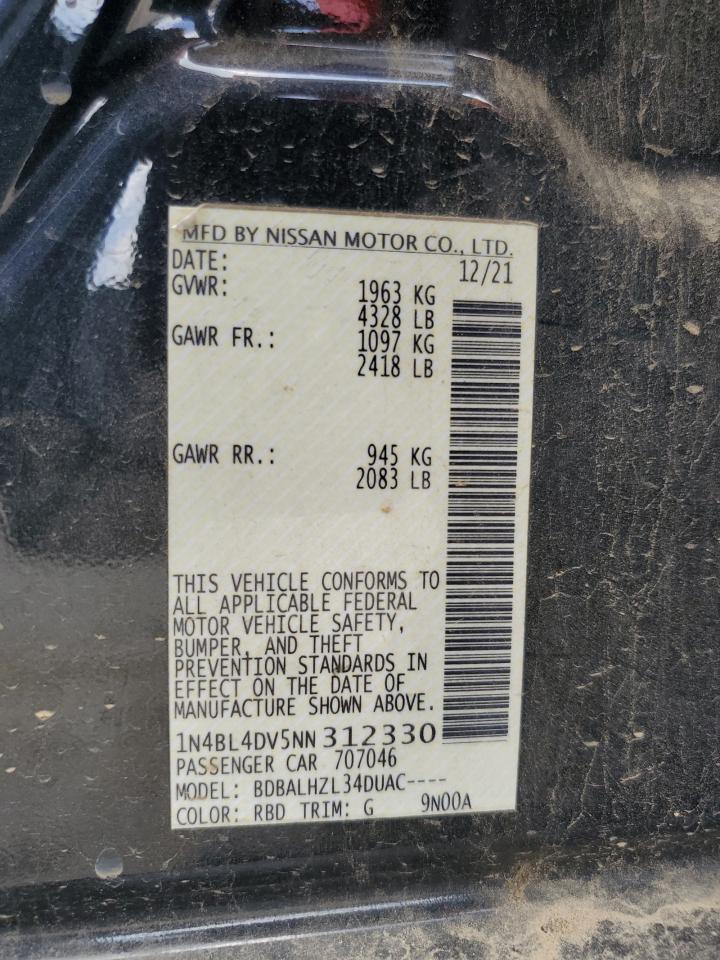 MFD BY NISSAN MOTOR CO., LTD.
DATE: 12/21
GVWR: 1963 KG
4328 LB
GAWR FR.: 1097 KG
2418 LB
GAWR RR.: 945 KG
2083 LB
THIS VEHICLE CONFORMS TO
ALL APPLICABLE FEDERAL
MOTOR VEHICLE SAFETY,
BUMPER, AND THEFT
PREVENTION STANDARDS IN
EFFECT ON THE DATE OF
MANUFACTURE SHOWN ABOVE.
1N4BL4DV5NN312330
PASSENGER CAR 707046
MODEL: BDBALHZL34DUAC----
COLOR: RBD TRIM: G 9N00A